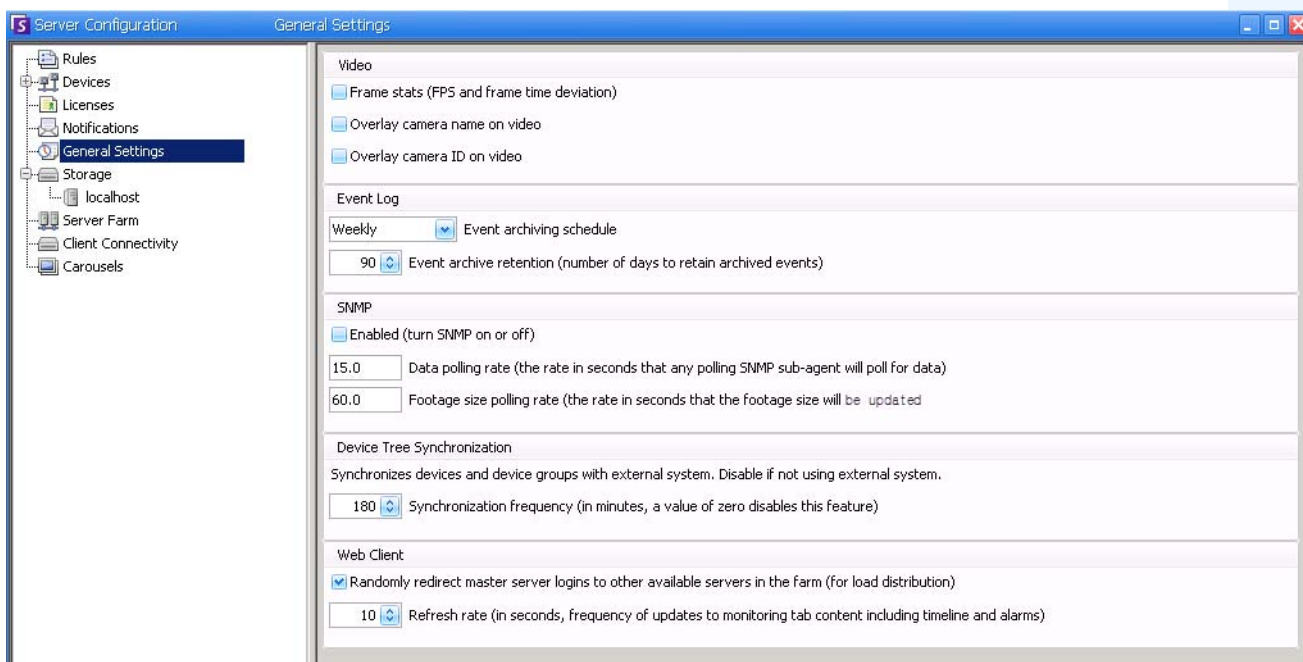 Server Configuration
General Settings
Rules
Devices
Licenses
Notifications
General Settings
Storage
localhost
Server Farm
Client Connectivity
Carousels
Video
Frame stats (FPS and frame time deviation)
Overlay camera name on video
Overlay camera ID on video
Event Log
Weekly Event archiving schedule
90 Event archive retention (number of days to retain archived events)
SNMP
Enabled (turn SNMP on or off)
15.0 Data polling rate (the rate in seconds that any polling SNMP sub-agent will poll for data)
60.0 Footage size polling rate (the rate in seconds that the footage size will be updated
Device Tree Synchronization
Synchronizes devices and device groups with external system. Disable if not using external system.
180 Synchronization frequency (in minutes, a value of zero disables this feature)
Web Client
Randomly redirect master server logins to other available servers in the farm (for load distribution)
10 Refresh rate (in seconds, frequency of updates to monitoring tab content including timeline and alarms)